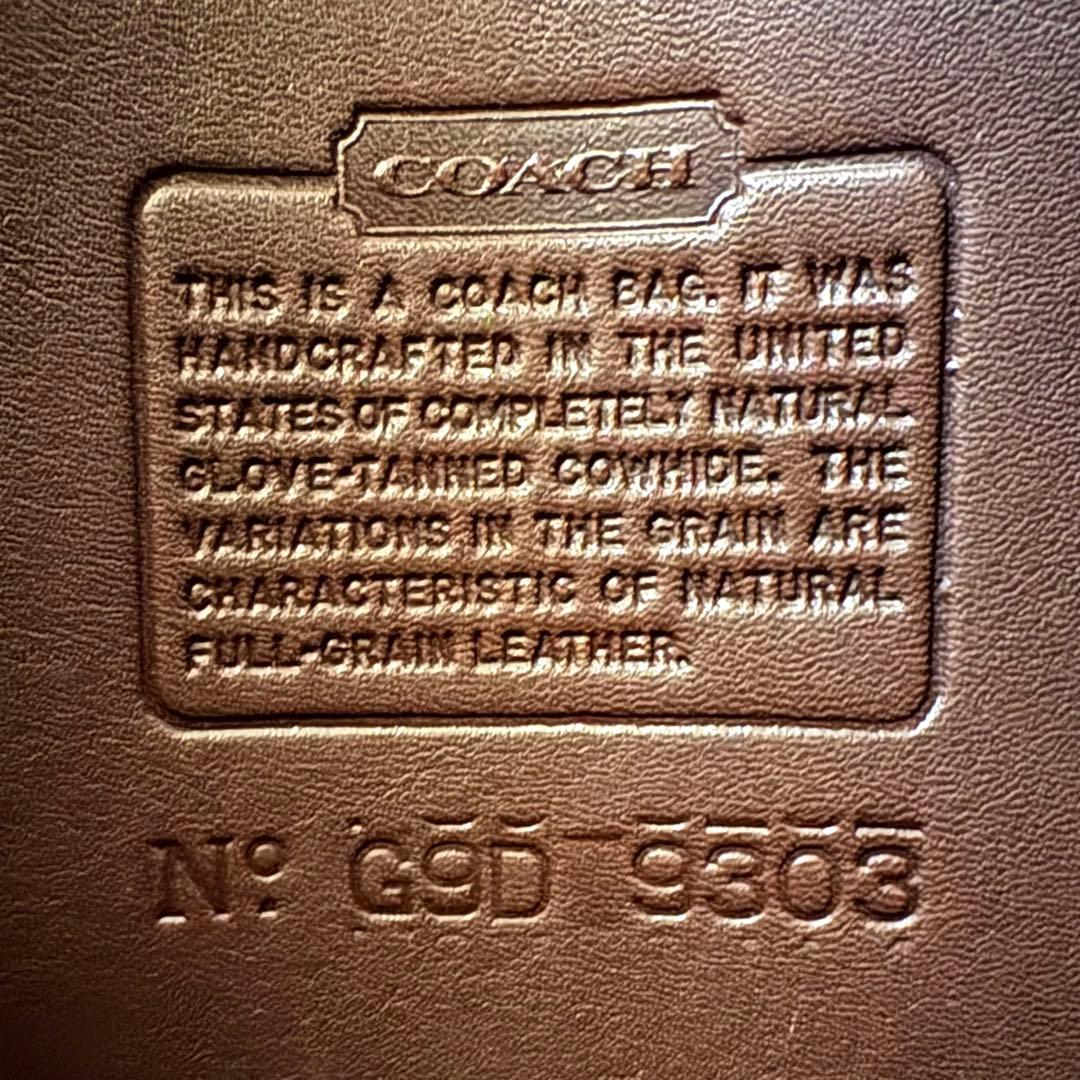 COACH
THIS IS A COACH BAG. IT WAS
HANDCRAFTED IN THE UNITED
STATES OF COMPLETELY NATURAL
GLOVE-TANNED COWHIDE. THE
VARIATIONS IN THE GRAIN ARE
CHARACTERISTIC OF NATURAL
FULL-GRAIN LEATHER.
Nº G9D-9303